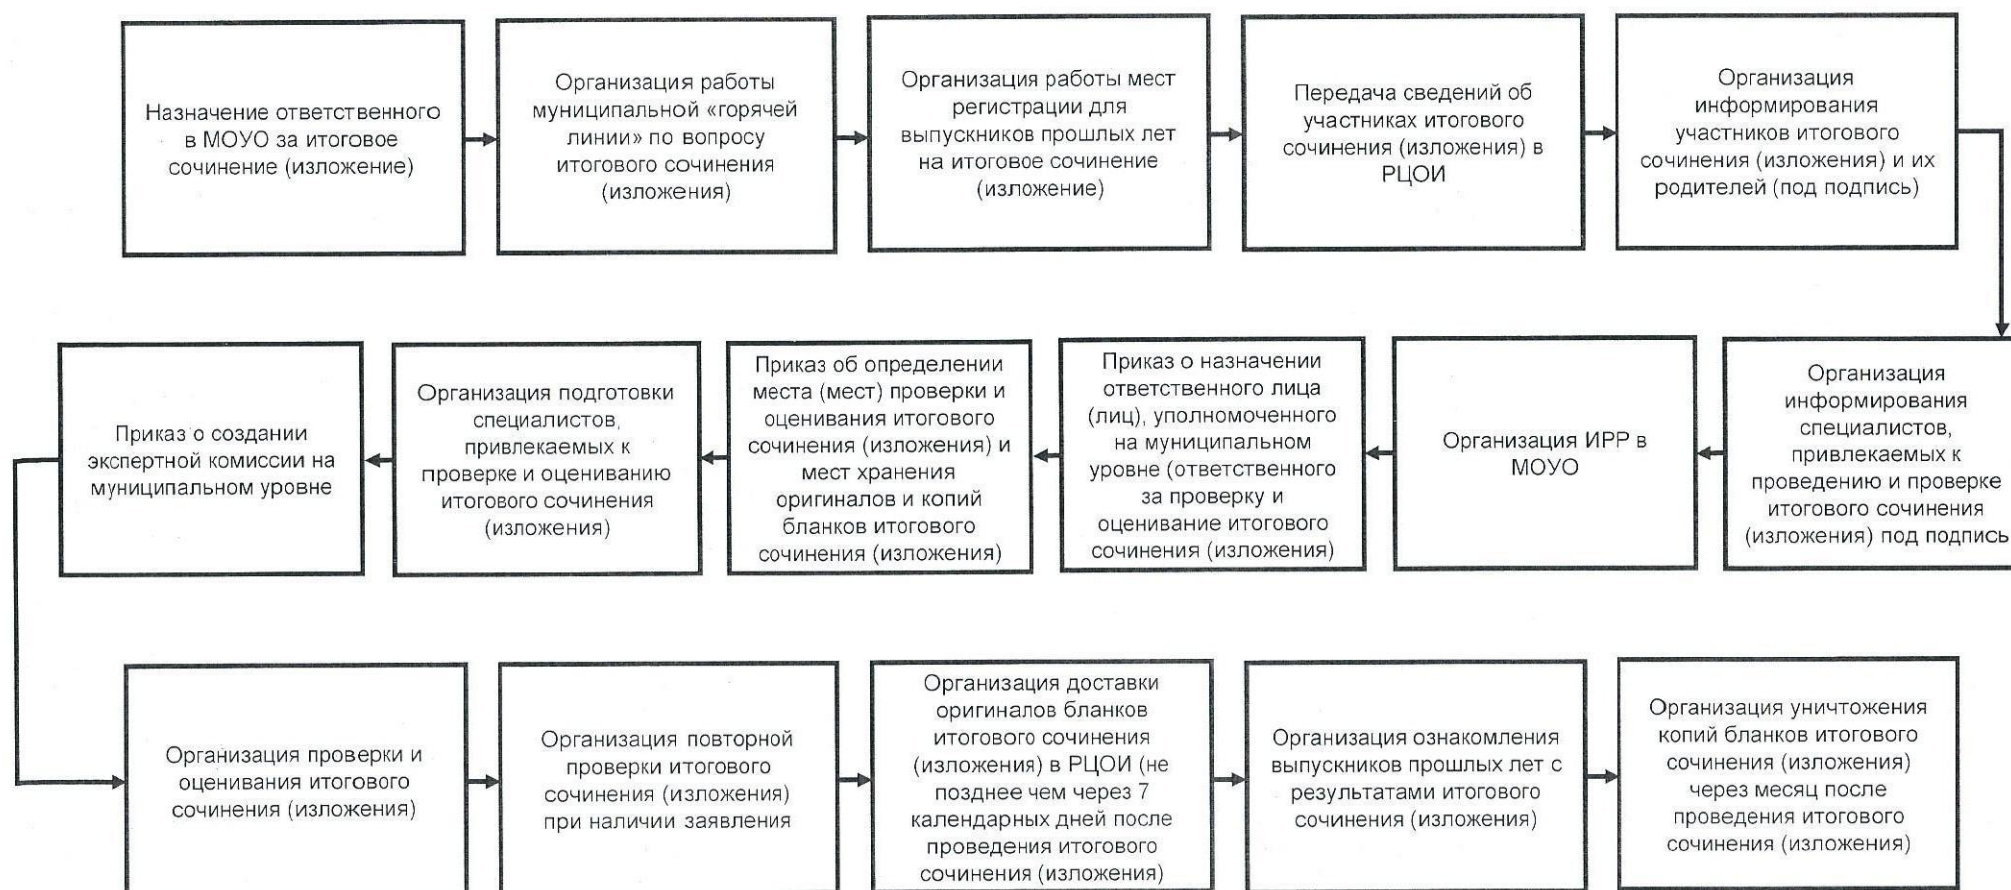 Назначение ответственного
в МОУО за итоговое
сочинение (изложение)
Организация работы
муниципальной «горячей
линии» по вопросу
итогового сочинения
(изложения)
Организация работы мест
регистрации для
выпускников прошлых лет
на итоговое сочинение
(изложение)
Передача сведений об
участниках итогового
сочинения (изложения) в
РЦОИ
Организация
информирования
участников итогового
сочинения (изложения) и их
родителей (под подпись)
Организация
информирования
специалистов,
привлекаемых к
проведению и проверке
итогового сочинения
(изложения) под подпись
Организация ИРР в
МОУО
Приказ о назначении
ответственного лица
(лиц), уполномоченного
на муниципальном
уровне (ответственного
за проверку и
оценивание итогового
сочинения (изложения)
Приказ об определении
места (мест) проверки и
оценивания итогового
сочинения (изложения) и
мест хранения
оригиналов и копий
бланков итогового
сочинения (изложения)
Организация подготовки
специалистов,
привлекаемых к
проверке и оцениванию
итогового сочинения
(изложения)
Приказ о создании
экспертной комиссии на
муниципальном уровне
Организация проверки и
оценивания итогового
сочинения (изложения)
Организация повторной
проверки итогового
сочинения (изложения)
при наличии заявления
Организация доставки
оригиналов бланков
итогового сочинения
(изложения) в РЦОИ (не
позднее чем через 7
календарных дней после
проведения итогового
сочинения (изложения)
Организация ознакомления
выпускников прошлых лет с
результатами итогового
сочинения (изложения)
Организация уничтожения
копий бланков итогового
сочинения (изложения)
через месяц после
проведения итогового
сочинения (изложения)